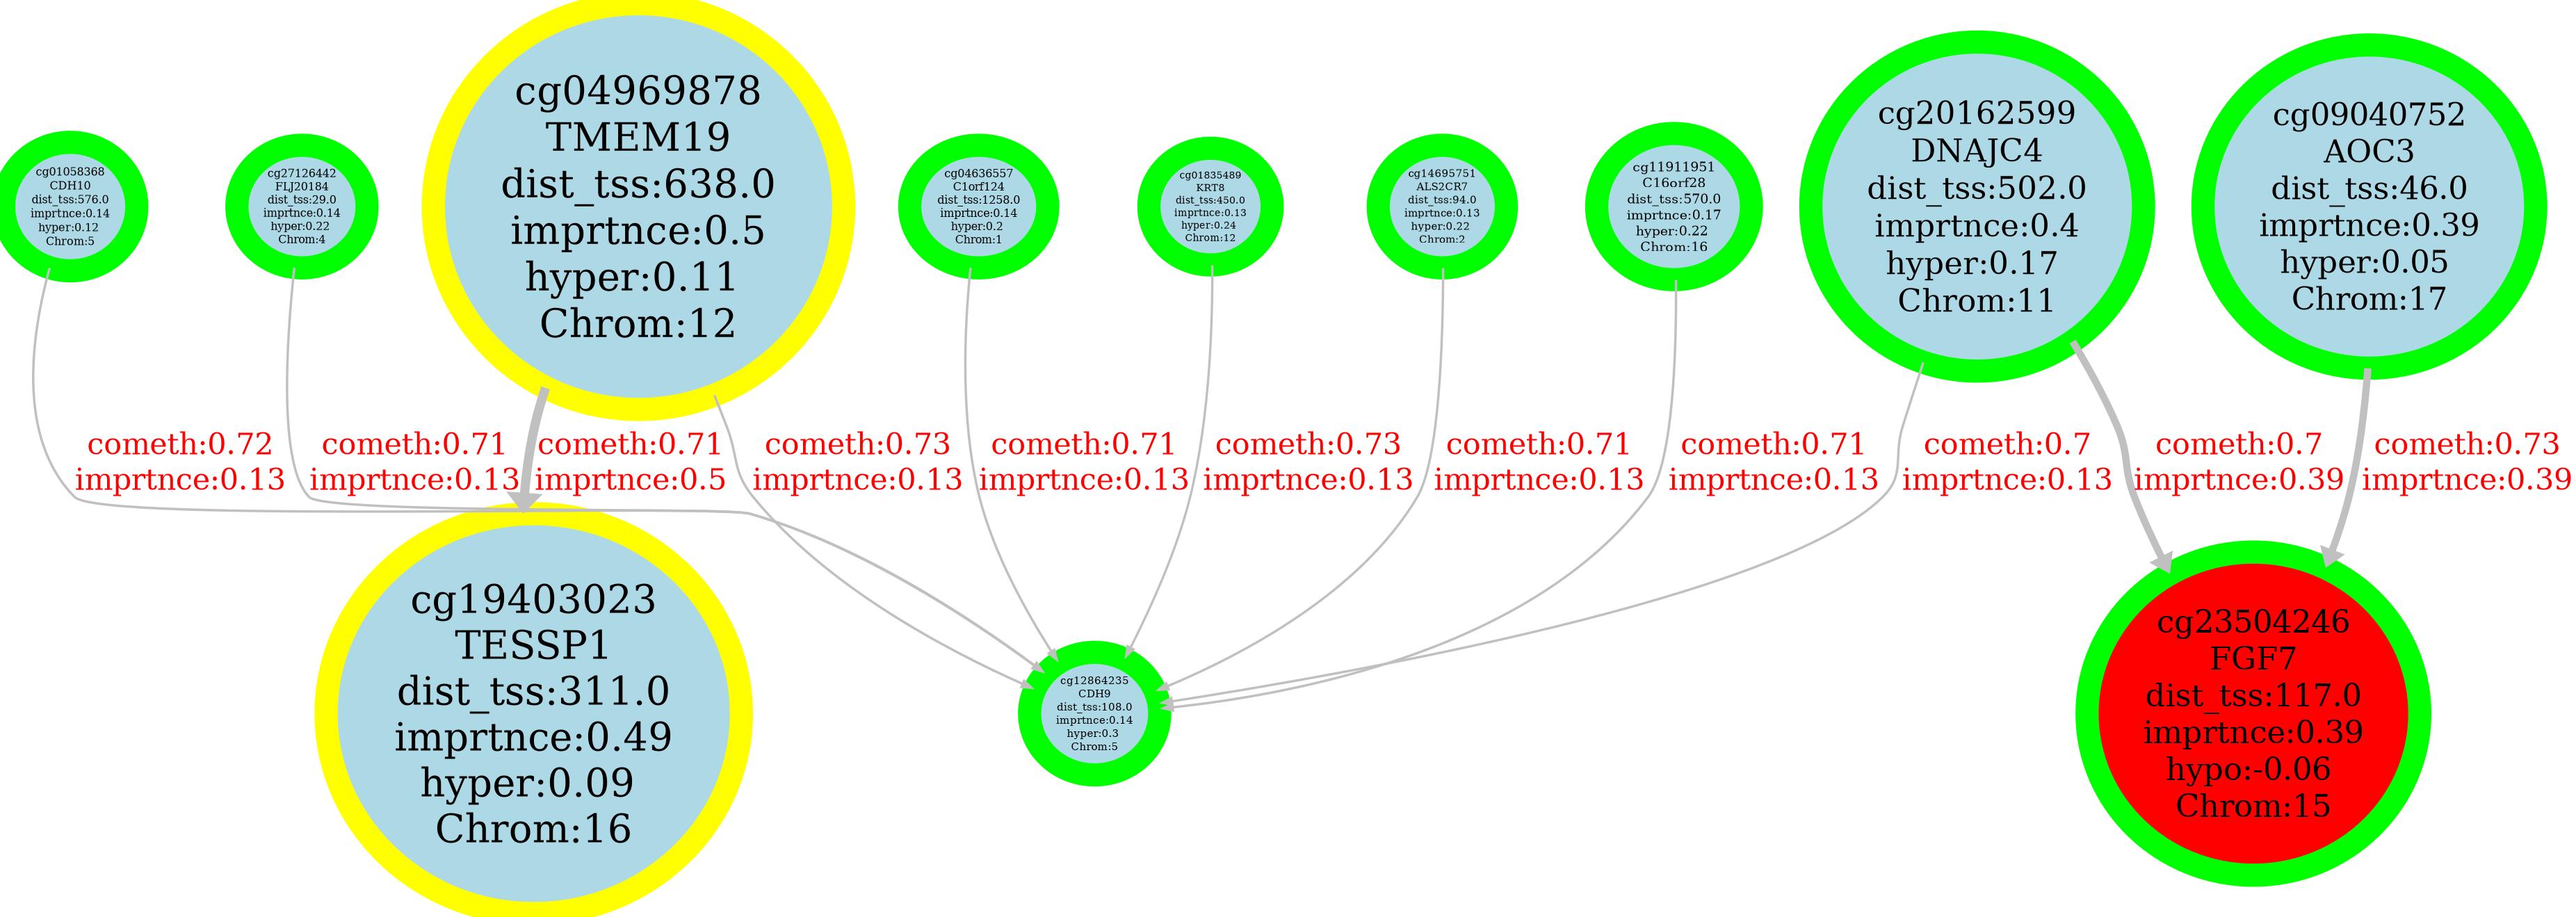 cg01058368
CDH10
dist_tss:576.0
imprtnce:0.14
hyper:0.12
Chrom:5
cg27126442
FLJ20184
dist_tss:29.0
imprtnce:0.14
hyper:0.22
Chrom:4
cg04969878
TMEM19
dist_tss:638.0
imprtnce:0.5
hyper:0.11
Chrom:12
cg04636557
C1orf124
dist_tss:1258.0
imprtnce:0.14
hyper:0.2
Chrom:1
cg01835489
KRT8
dist_tss:450.0
imprtnce:0.13
hyper:0.24
Chrom:12
cg14695751
ALS2CR7
dist_tss:94.0
imprtnce:0.13
hyper:0.22
Chrom:2
cg11911951
C16orf28
dist_tss:570.0
imprtnce:0.17
hyper:0.22
Chrom:16
cg20162599
DNAJC4
dist_tss:502.0
imprtnce:0.4
hyper:0.17
Chrom:11
cg09040752
AOC3
dist_tss:46.0
imprtnce:0.39
hyper:0.05
Chrom:17
cometh:0.72
imprtnce:0.13
cometh:0.71
imprtnce:0.13
cometh:0.71
imprtnce:0.5
cometh:0.73
imprtnce:0.13
cometh:0.71
imprtnce:0.13
cometh:0.73
imprtnce:0.13
cometh:0.71
imprtnce:0.13
cometh:0.71
imprtnce:0.13
cometh:0.7
imprtnce:0.13
cometh:0.7
imprtnce:0.39
cometh:0.73
imprtnce:0.39
cg19403023
TESSP1
dist_tss:311.0
imprtnce:0.49
hyper:0.09
Chrom:16
cg12864235
CDH9
dist_tss:108.0
imprtnce:0.14
hyper:0.3
Chrom:5
cg23504246
FGF7
dist_tss:117.0
imprtnce:0.39
hypo:-0.06
Chrom:15